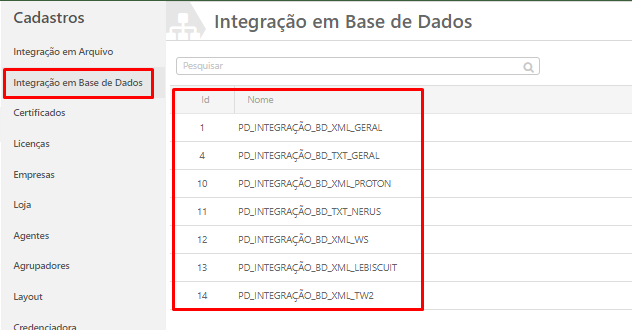 Cadastros
Integração em Arquivo
Integração em Base de Dados
Certificados
Licenças
Empresas
Loja
Agentes
Agrupadores
Layout
Credenciadora
Integração em Base de Dados
Pesquisar
Id Nome
1 PD_INTEGRAÇÃO_BD_XML_GERAL
4 PD_INTEGRAÇÃO_BD_TXT_GERAL
10 PD_INTEGRAÇÃO_BD_XML_PROTON
11 PD_INTEGRAÇÃO_BD_TXT_NERUS
12 PD_INTEGRAÇÃO_BD_XML_WS
13 PD_INTEGRAÇÃO_BD_XML_LEBISCUIT
14 PD_INTEGRAÇÃO_BD_XML_TW2